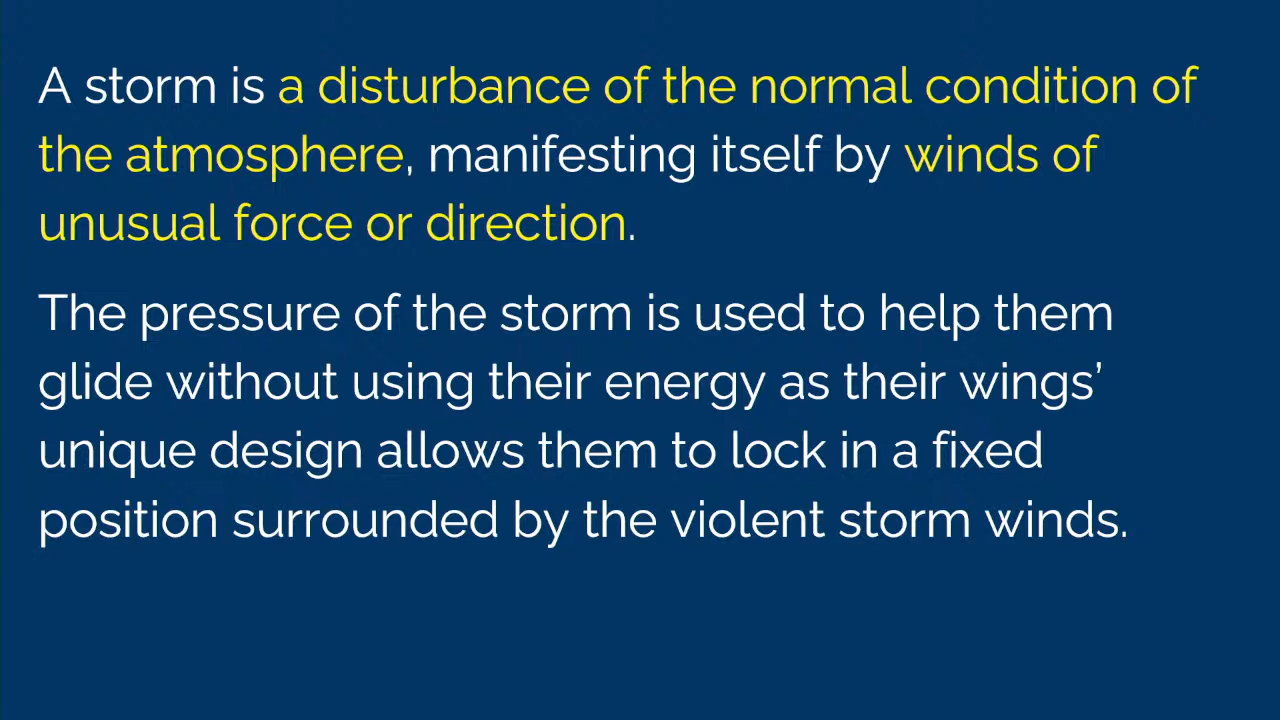 A storm is a disturbance of the normal condition of
the atmosphere, manifesting itself by winds of
unusual force or direction.
The pressure of the storm is used to help them
glide without using their energy as their wings’
unique design allows them to lock in a fixed
position surrounded by the violent storm winds.